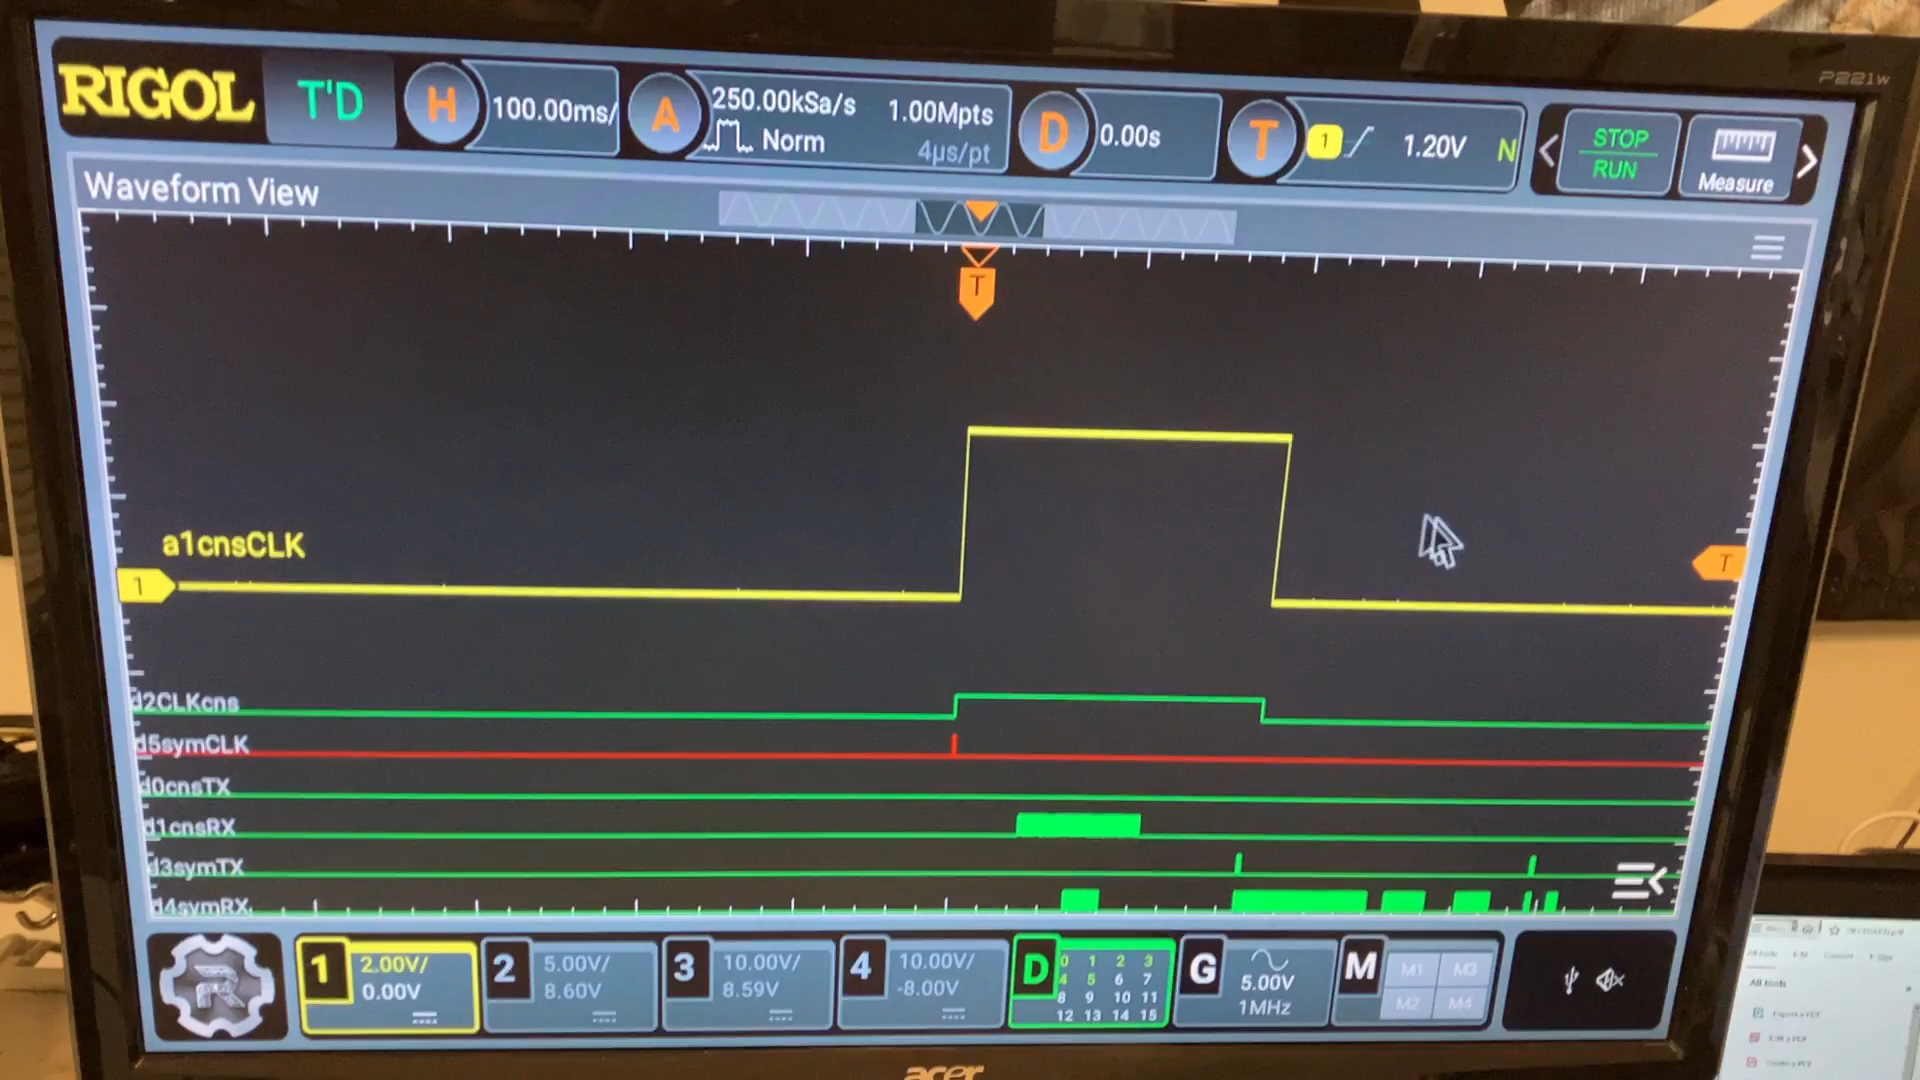 P221W
RIGOL
T'D
H
100.00ms/
A
250.00kSa/s
1.00Mpts
Norm
4µs/pt
D
0.00s
T
1
1.20V
N
STOP
RUN
Measure
Waveform View
T
a1cnsCLK
1
T
d2CLKcns
d5symCLK
d0cnsTX
d1cnsRX
d3symTX
d4symRX
1
2.00V/
0.00V
2
5.00V/
8.60V
3
10.00V/
8.59V
4
10.00V/
-8.00V
D
0 1 2 3
4 5 6 7
8 9 10 11
12 13 14 15
G
5.00V
1MHz
M
M1 M3
M2 M4
R
acer
All tools